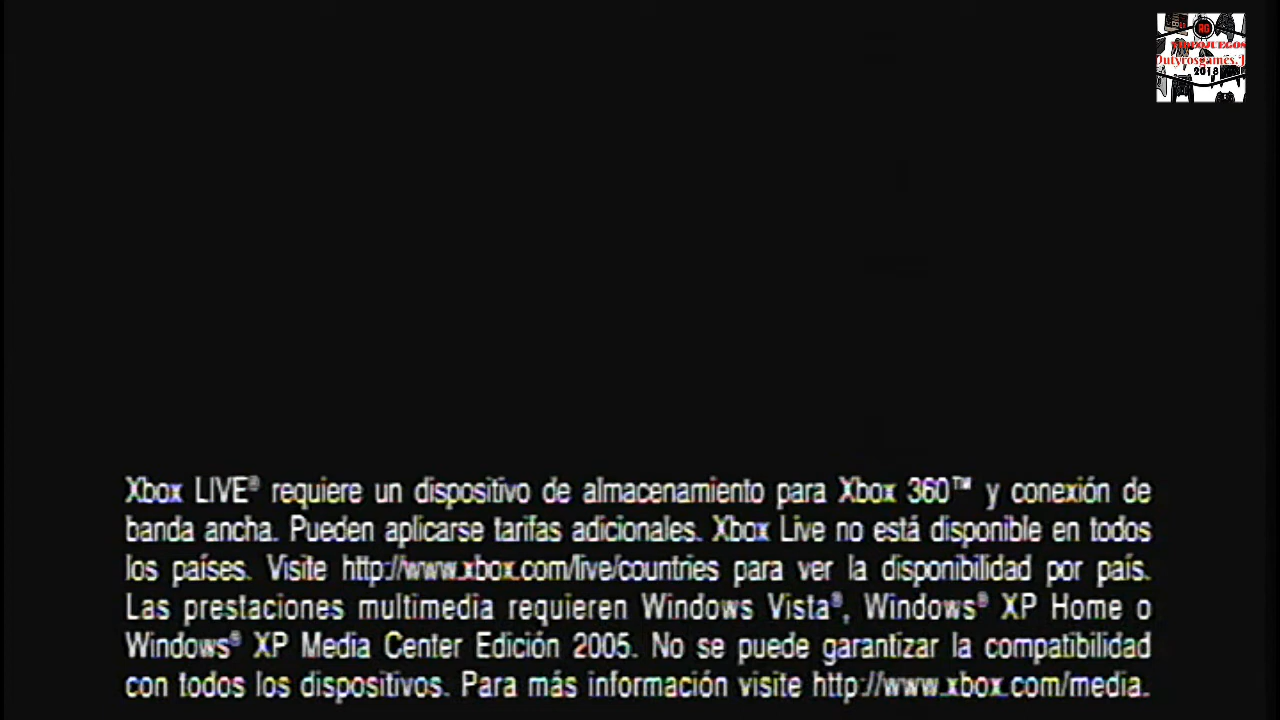 VIDEOJUEGOS
2018
Xbox LIVE® requiere un dispositivo de almacenamiento para Xbox 360™ y conexión de
banda ancha. Pueden aplicarse tarifas adicionales. Xbox Live no está disponible en todos
los países. Visite http://www.xbox.com/live/countries para ver la disponibilidad por país.
Las prestaciones multimedia requieren Windows Vista®, Windows® XP Home o
Windows® XP Media Center Edición 2005. No se puede garantizar la compatibilidad
con todos los dispositivos. Para más información visite http://www.xbox.com/media.